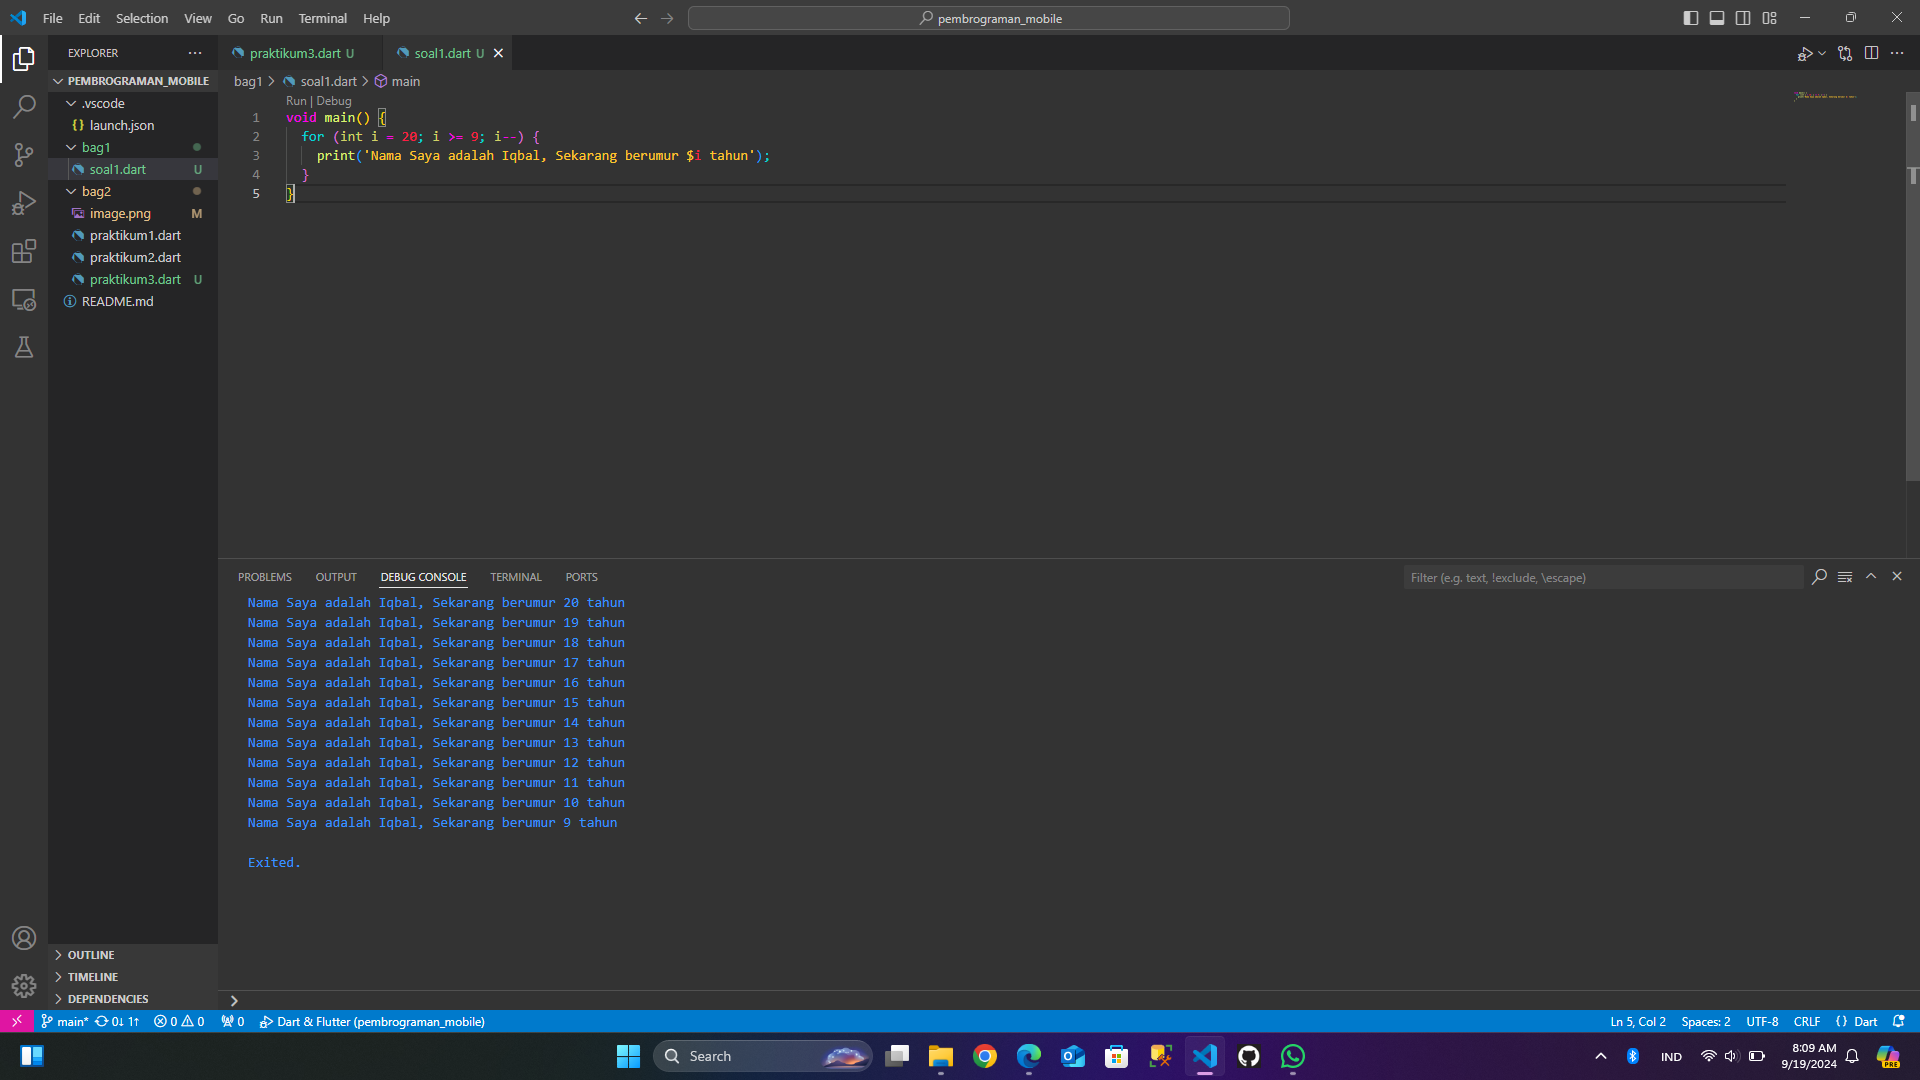 File Edit Selection View Go Run Terminal Help
pembrograman_mobile
EXPLORER
PEMBROGRAMAN_MOBILE
.vscode
launch.json
bag1
soal1.dart U
bag2
image.png M
praktikum1.dart
praktikum2.dart
praktikum3.dart U
README.md
OUTLINE
TIMELINE
DEPENDENCIES
praktikum3.dart U
soal1.dart U
bag1 > soal1.dart > main
Run | Debug
1 void main() {
2 for (int i = 20; i >= 9; i--) {
3 print('Nama Saya adalah Iqbal, Sekarang berumur $i tahun');
4 }
5 }
PROBLEMS OUTPUT DEBUG CONSOLE TERMINAL PORTS
Filter (e.g. text, !exclude, \escape)
Nama Saya adalah Iqbal, Sekarang berumur 20 tahun
Nama Saya adalah Iqbal, Sekarang berumur 19 tahun
Nama Saya adalah Iqbal, Sekarang berumur 18 tahun
Nama Saya adalah Iqbal, Sekarang berumur 17 tahun
Nama Saya adalah Iqbal, Sekarang berumur 16 tahun
Nama Saya adalah Iqbal, Sekarang berumur 15 tahun
Nama Saya adalah Iqbal, Sekarang berumur 14 tahun
Nama Saya adalah Iqbal, Sekarang berumur 13 tahun
Nama Saya adalah Iqbal, Sekarang berumur 12 tahun
Nama Saya adalah Iqbal, Sekarang berumur 11 tahun
Nama Saya adalah Iqbal, Sekarang berumur 10 tahun
Nama Saya adalah Iqbal, Sekarang berumur 9 tahun
Exited.
main* 0↓ 1↑ 0 0 0 Dart & Flutter (pembrograman_mobile)
Ln 5, Col 2 Spaces: 2 UTF-8 CRLF {} Dart
Search
IND
8:09 AM
9/19/2024
PRE